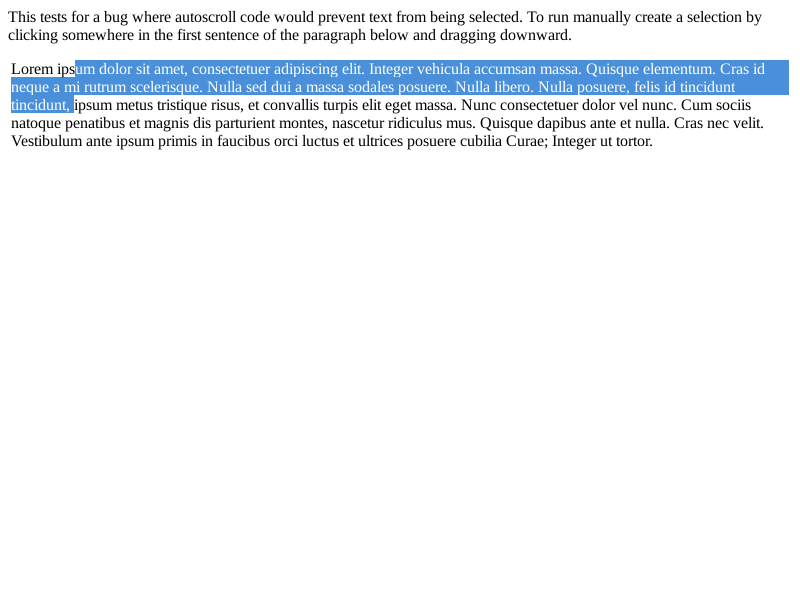 This tests for a bug where autoscroll code would prevent text from being selected. To run manually create a selection by
clicking somewhere in the first sentence of the paragraph below and dragging downward.
Lorem ipsum dolor sit amet, consectetuer adipiscing elit. Integer vehicula accumsan massa. Quisque elementum. Cras id
neque a mi rutrum scelerisque. Nulla sed dui a massa sodales posuere. Nulla libero. Nulla posuere, felis id tincidunt
tincidunt, ipsum metus tristique risus, et convallis turpis elit eget massa. Nunc consectetuer dolor vel nunc. Cum sociis
natoque penatibus et magnis dis parturient montes, nascetur ridiculus mus. Quisque dapibus ante et nulla. Cras nec velit.
Vestibulum ante ipsum primis in faucibus orci luctus et ultrices posuere cubilia Curae; Integer ut tortor.